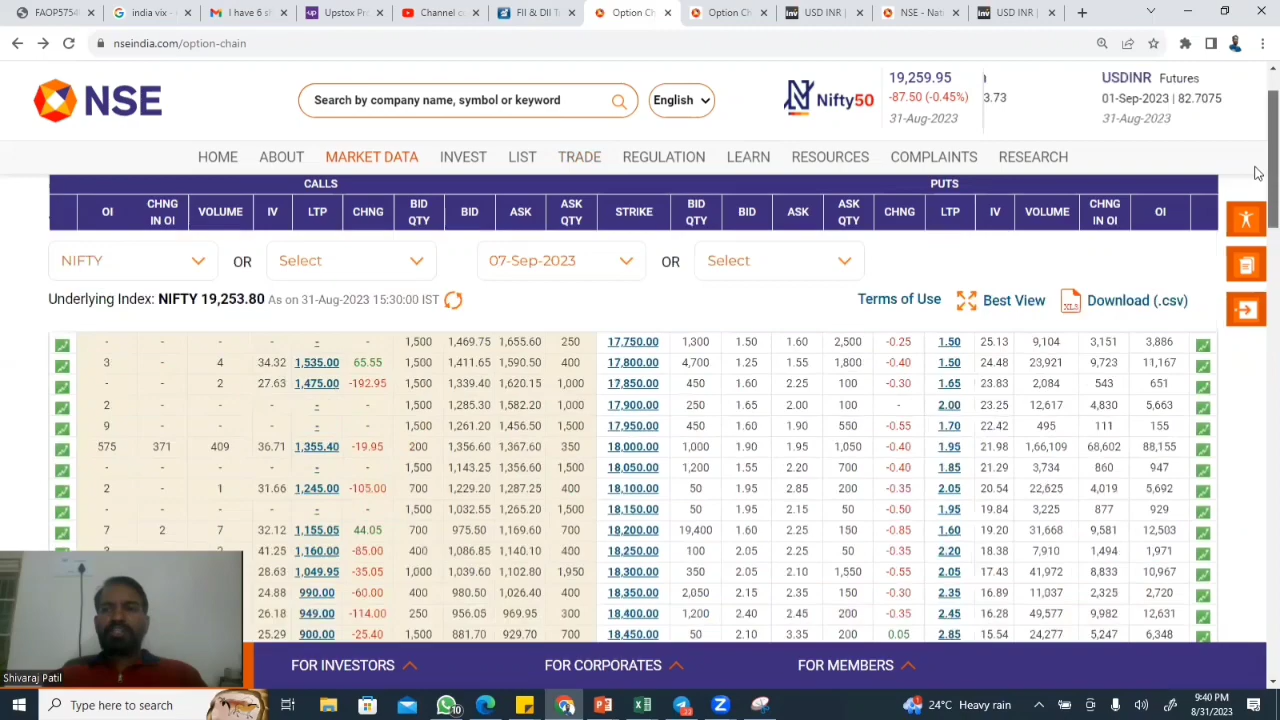 FAOP5754
india vix -
I have 6 s
Upstox Pro
Channel co
FII & DII T
Option Ch
Option Ch
USD INR
NSE - Nat
USD INR |
nseindia.com/option-chain
NSE
Search by company name, symbol or keyword
English
Nifty50
19,259.95
-87.50 (-0.45%)
31-Aug-2023
3.73
USDINR Futures
01-Sep-2023 | 82.7075
31-Aug-2023
HOME ABOUT MARKET DATA INVEST LIST TRADE REGULATION LEARN RESOURCES COMPLAINTS RESEARCH
CALLS PUTS
OI CHNG IN OI VOLUME IV LTP CHNG BID QTY BID ASK ASK QTY STRIKE BID QTY BID ASK ASK QTY CHNG LTP IV VOLUME CHNG IN OI OI
NIFTY OR Select 07-Sep-2023 OR Select
Underlying Index: NIFTY 19,253.80 As on 31-Aug-2023 15:30:00 IST Terms of Use Best View XLS Download (.csv)
- - - - - - 1,500 1,469.75 1,655.60 250 17,750.00 1,300 1.50 1.60 2,500 -0.25 1.50 25.13 9,104 3,151 3,886
3 - 4 34.32 1,535.00 65.55 1,500 1,411.65 1,590.50 400 17,800.00 4,700 1.25 1.55 1,800 -0.40 1.50 24.48 23,921 9,723 11,167
- - 2 27.63 1,475.00 -192.95 1,500 1,339.40 1,620.15 1,000 17,850.00 450 1.60 2.25 100 -0.30 1.65 23.83 2,084 543 651
2 - - - - - 1,500 1,285.30 1,582.20 1,000 17,900.00 250 1.65 2.00 100 - 2.00 23.25 12,617 4,830 5,663
9 - - - - - 1,500 1,261.20 1,456.50 1,500 17,950.00 450 1.60 1.90 550 -0.55 1.70 22.42 495 111 155
575 371 409 36.71 1,355.40 -19.95 200 1,356.60 1,367.60 350 18,000.00 1,000 1.90 1.95 1,050 -0.40 1.95 21.98 1,66,109 68,602 88,155
- - - - - - 1,500 1,143.25 1,356.60 1,500 18,050.00 1,200 1.55 2.20 700 -0.40 1.85 21.29 3,734 860 947
2 - 1 31.66 1,245.00 -105.00 700 1,229.20 1,287.25 400 18,100.00 50 1.95 2.85 200 -0.35 2.05 20.54 22,625 4,019 5,692
- - - - - - 1,500 1,032.55 1,265.20 1,500 18,150.00 50 1.95 2.15 50 -0.50 1.95 19.84 3,225 877 929
7 2 7 32.12 1,155.05 44.05 700 975.50 1,169.60 700 18,200.00 19,400 1.60 2.25 150 -0.85 1.60 19.20 31,668 9,581 12,503
41.25 1,160.00 -85.00 400 1,086.85 1,140.10 400 18,250.00 100 2.05 2.25 50 -0.35 2.20 18.38 7,910 1,494 1,971
28.63 1,049.95 -35.05 1,000 1,039.60 1,102.80 1,950 18,300.00 350 2.05 2.10 1,550 -0.55 2.05 17.43 41,972 8,833 10,967
24.88 990.00 -60.00 400 980.50 1,026.40 400 18,350.00 2,050 2.15 2.35 150 -0.30 2.35 16.89 11,037 2,325 2,720
26.18 949.00 -114.00 250 956.05 969.95 300 18,400.00 1,200 2.40 2.45 200 -0.35 2.45 16.28 49,577 9,982 12,631
25.29 900.00 -25.40 1,500 881.70 929.70 700 18,450.00 50 2.10 3.35 200 0.05 2.85 15.54 24,277 5,247 6,348
FOR INVESTORS FOR CORPORATES FOR MEMBERS
Shivaraj Patil
Type here to search
24°C Heavy rain
9:40 PM
8/31/2023